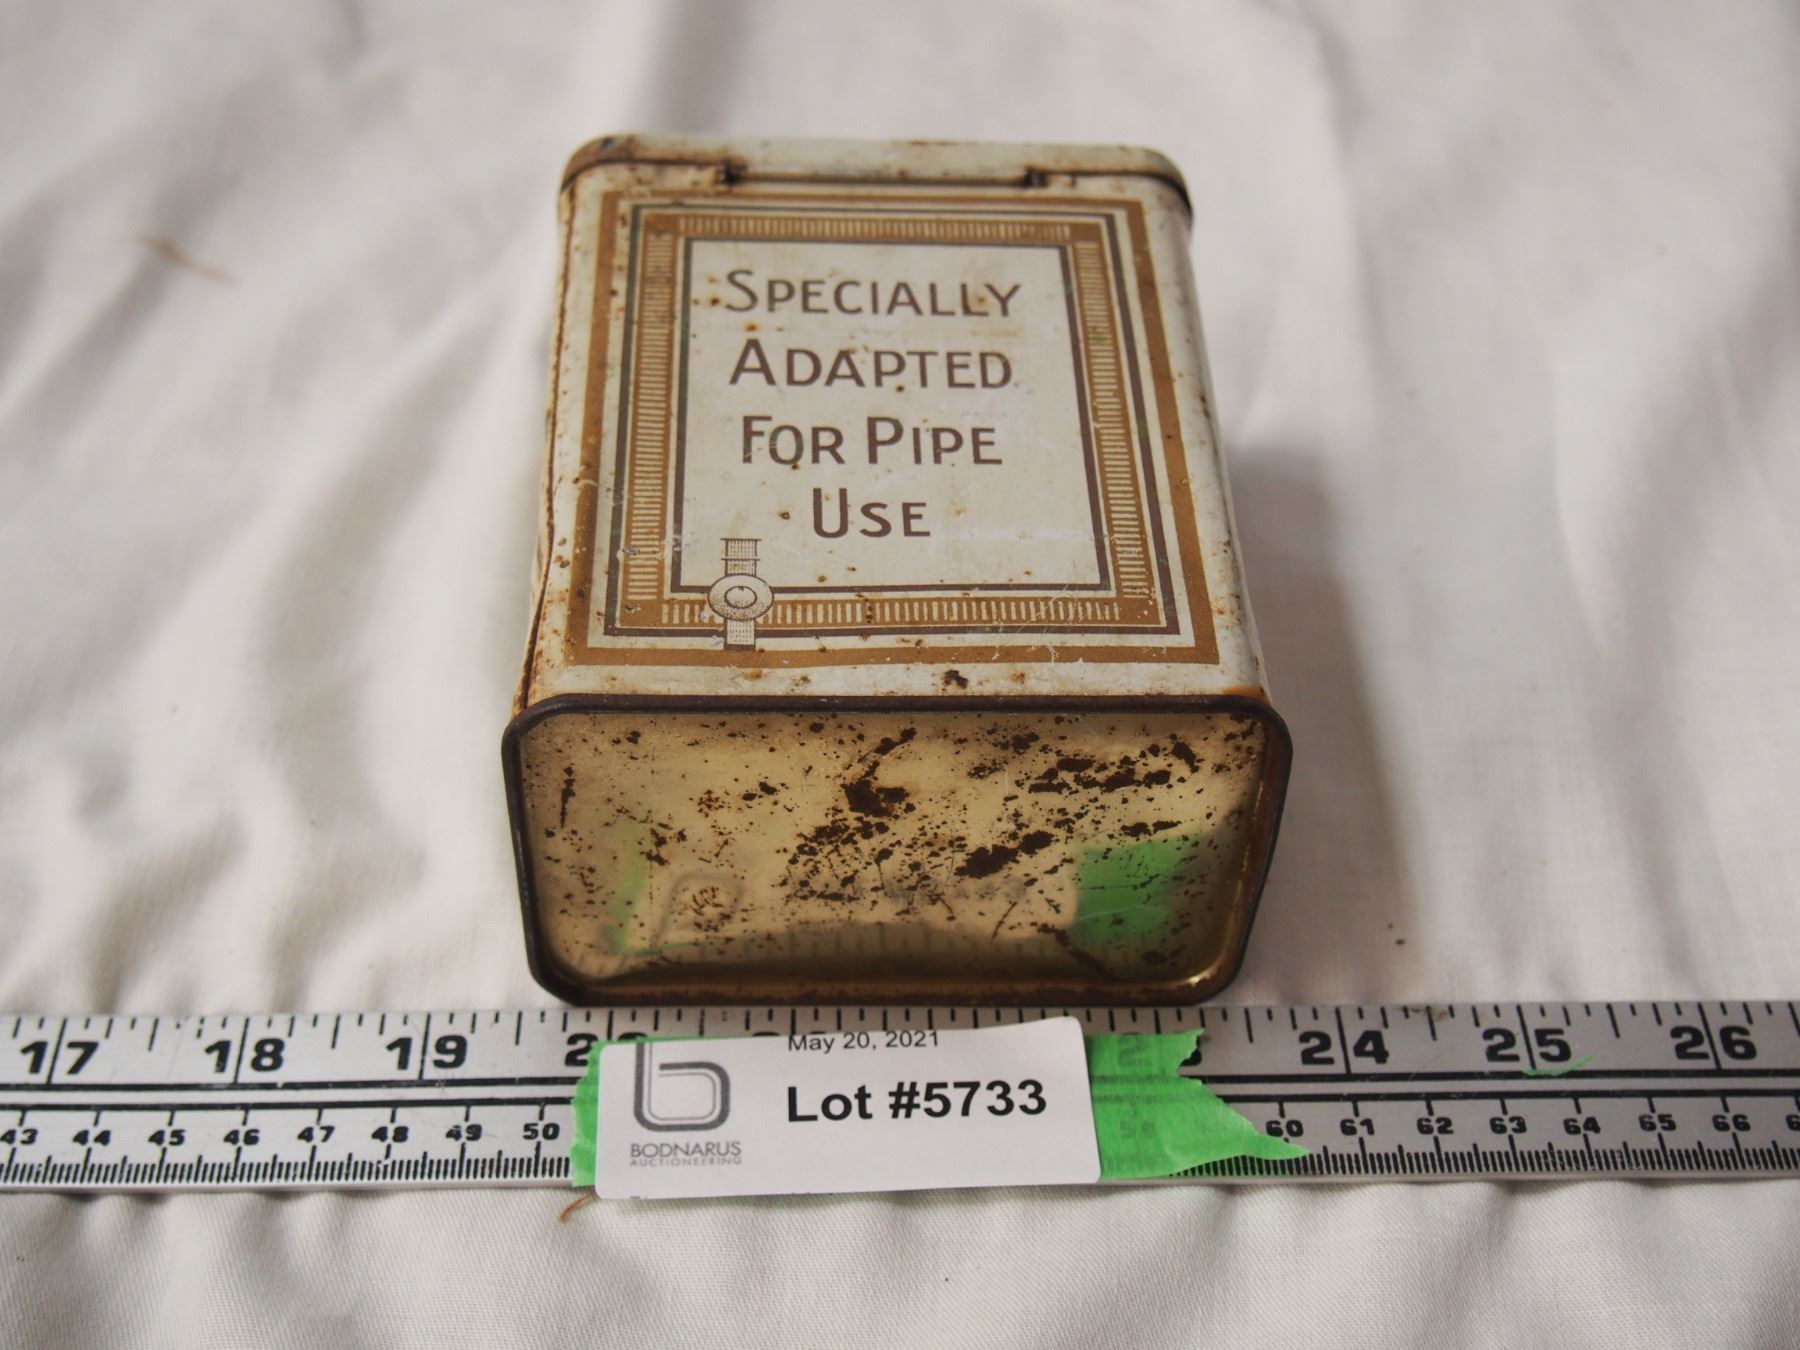 SPECIALLY
ADAPTED
FOR PIPE
USE
17 18 19 24 25 26
May 20, 2021
Lot #5733
BODNARUS
AUCTIONEERING
43 44 45 46 47 48 49 50 60 61 62 63 64 65 66